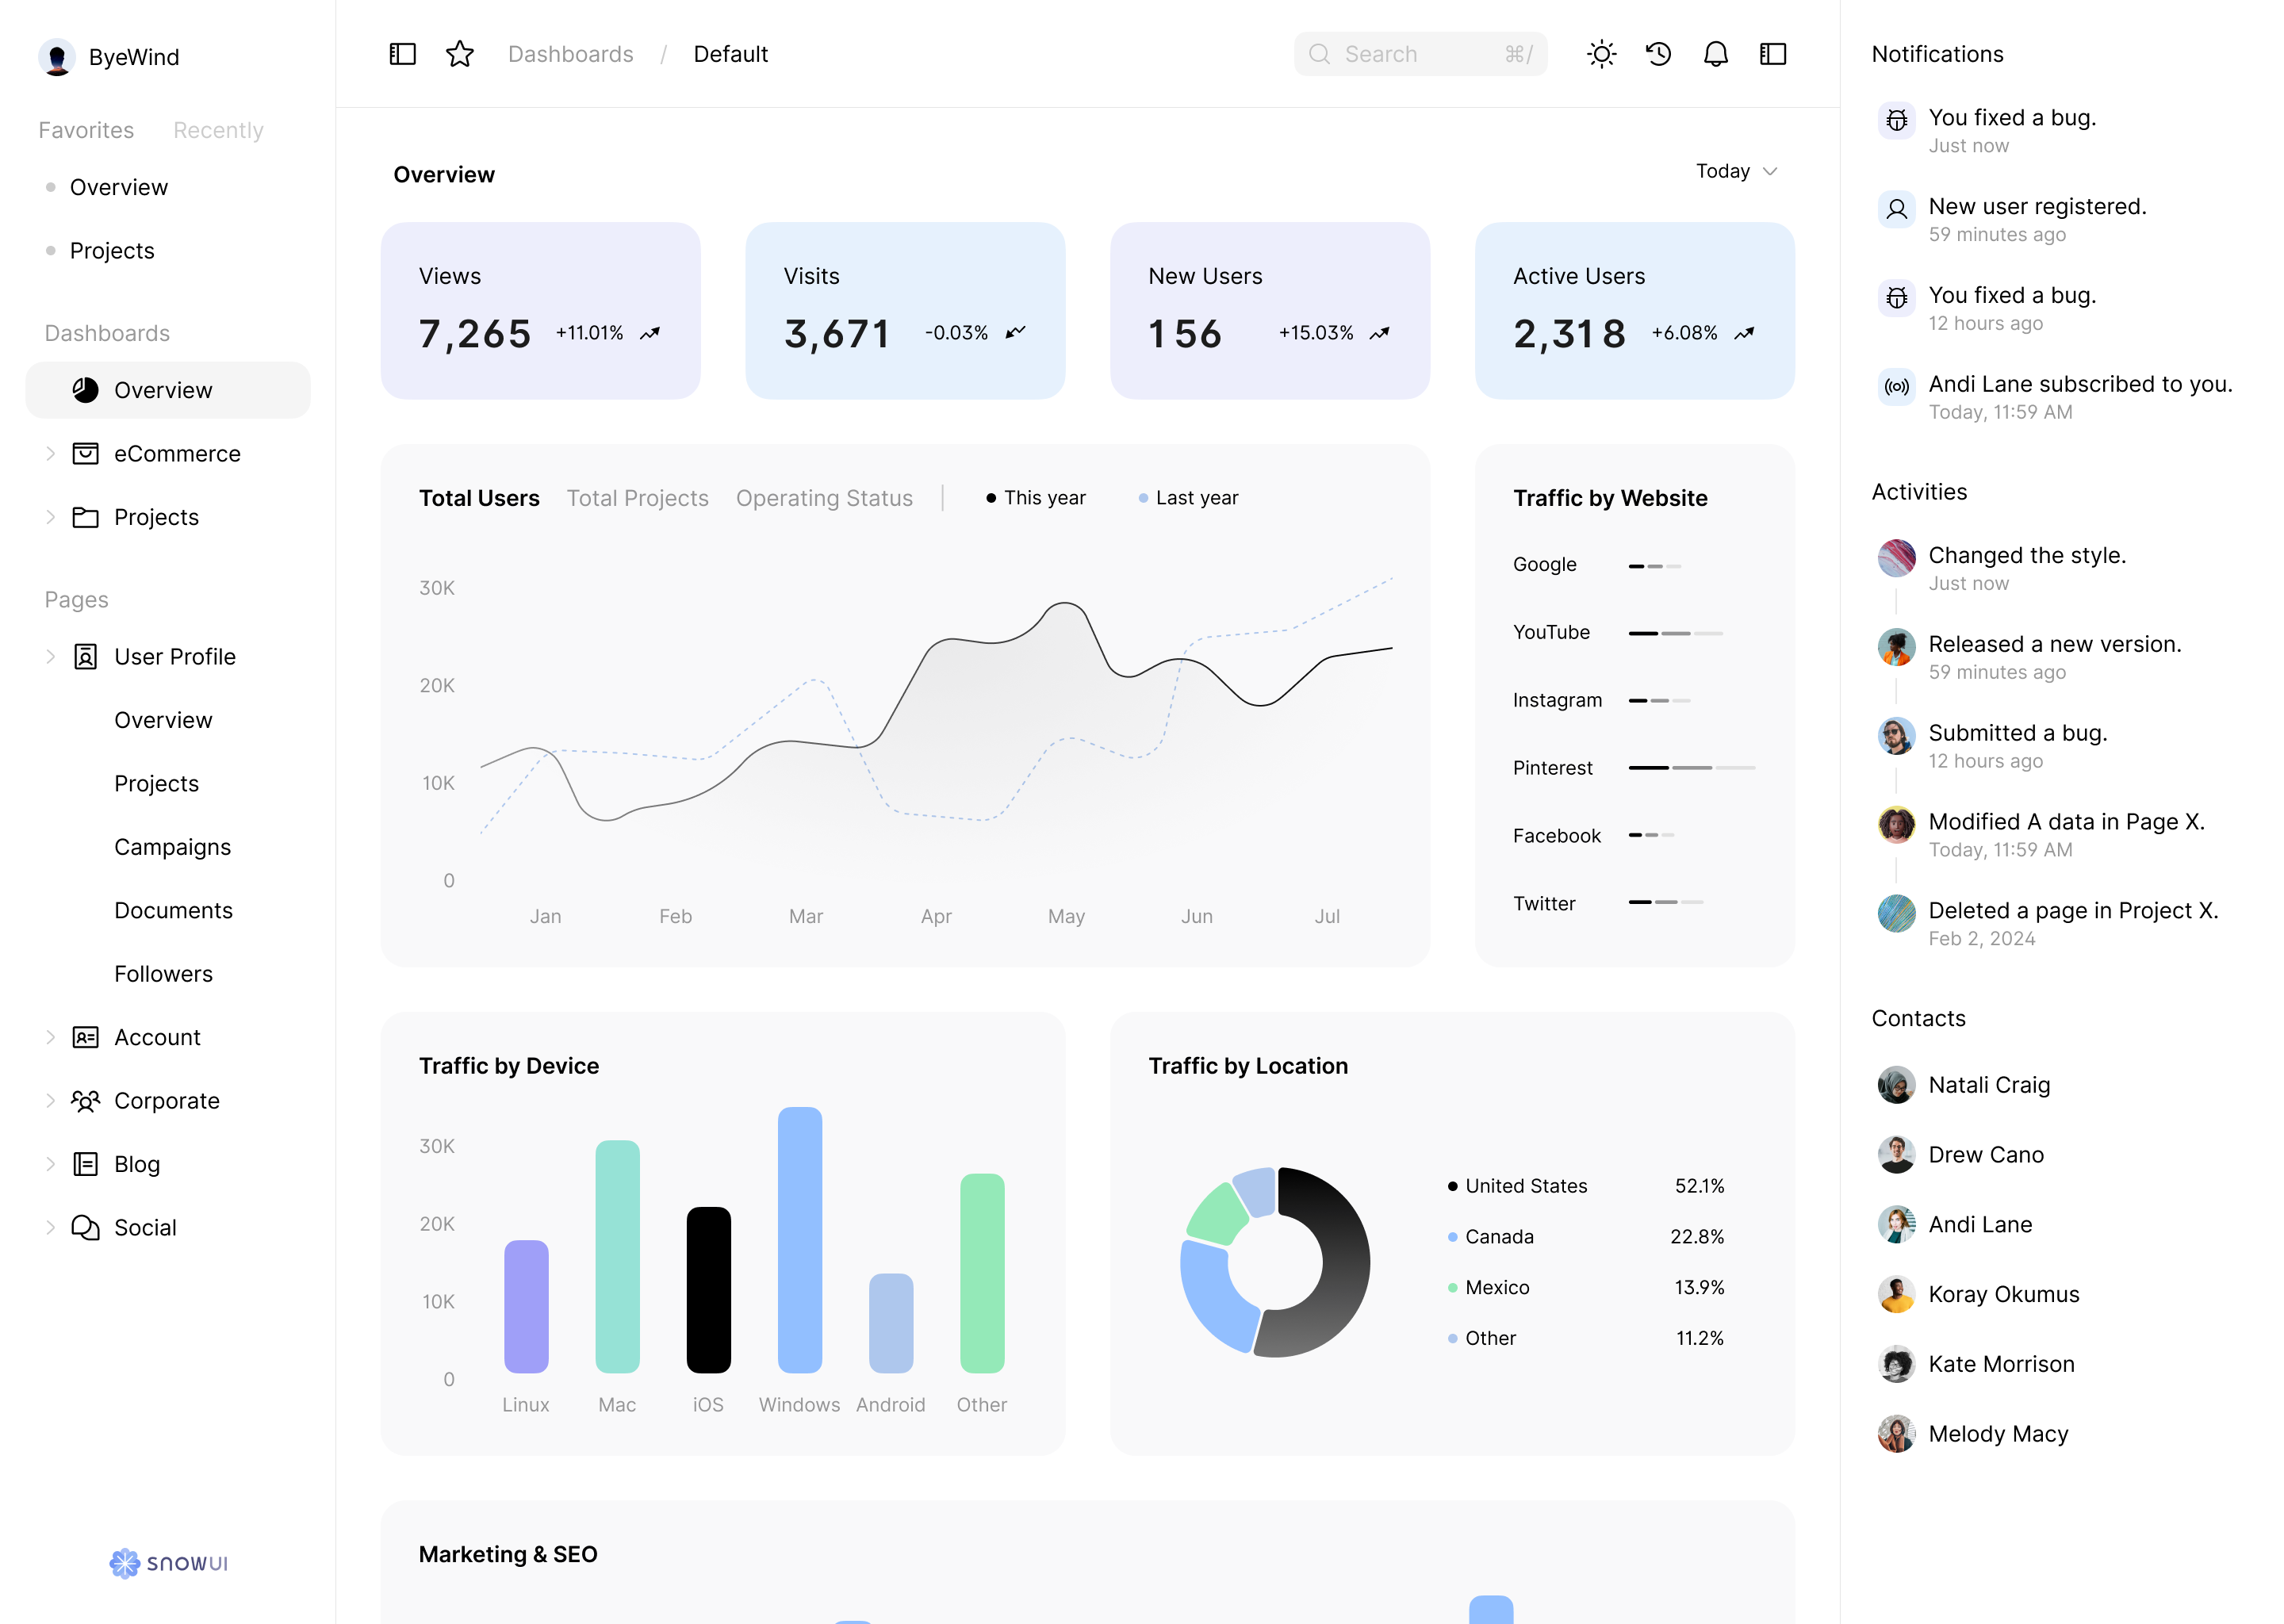 ByeWind
Favorites Recently
Overview
Projects
Dashboards
Overview
eCommerce
Projects
Pages
User Profile
Overview
Projects
Campaigns
Documents
Followers
Account
Corporate
Blog
Social
SNOWUI
Dashboards / Default
Search ⌘/
Overview
Today
Views
7,265 +11.01%
Visits
3,671 -0.03%
New Users
156 +15.03%
Active Users
2,318 +6.08%
Total Users Total Projects Operating Status This year Last year
30K
20K
10K
0
Jan Feb Mar Apr May Jun Jul
Traffic by Website
Google
YouTube
Instagram
Pinterest
Facebook
Twitter
Traffic by Device
30K
20K
10K
0
Linux Mac iOS Windows Android Other
Traffic by Location
United States 52.1%
Canada 22.8%
Mexico 13.9%
Other 11.2%
Marketing & SEO
Notifications
You fixed a bug.
Just now
New user registered.
59 minutes ago
You fixed a bug.
12 hours ago
Andi Lane subscribed to you.
Today, 11:59 AM
Activities
Changed the style.
Just now
Released a new version.
59 minutes ago
Submitted a bug.
12 hours ago
Modified A data in Page X.
Today, 11:59 AM
Deleted a page in Project X.
Feb 2, 2024
Contacts
Natali Craig
Drew Cano
Andi Lane
Koray Okumus
Kate Morrison
Melody Macy